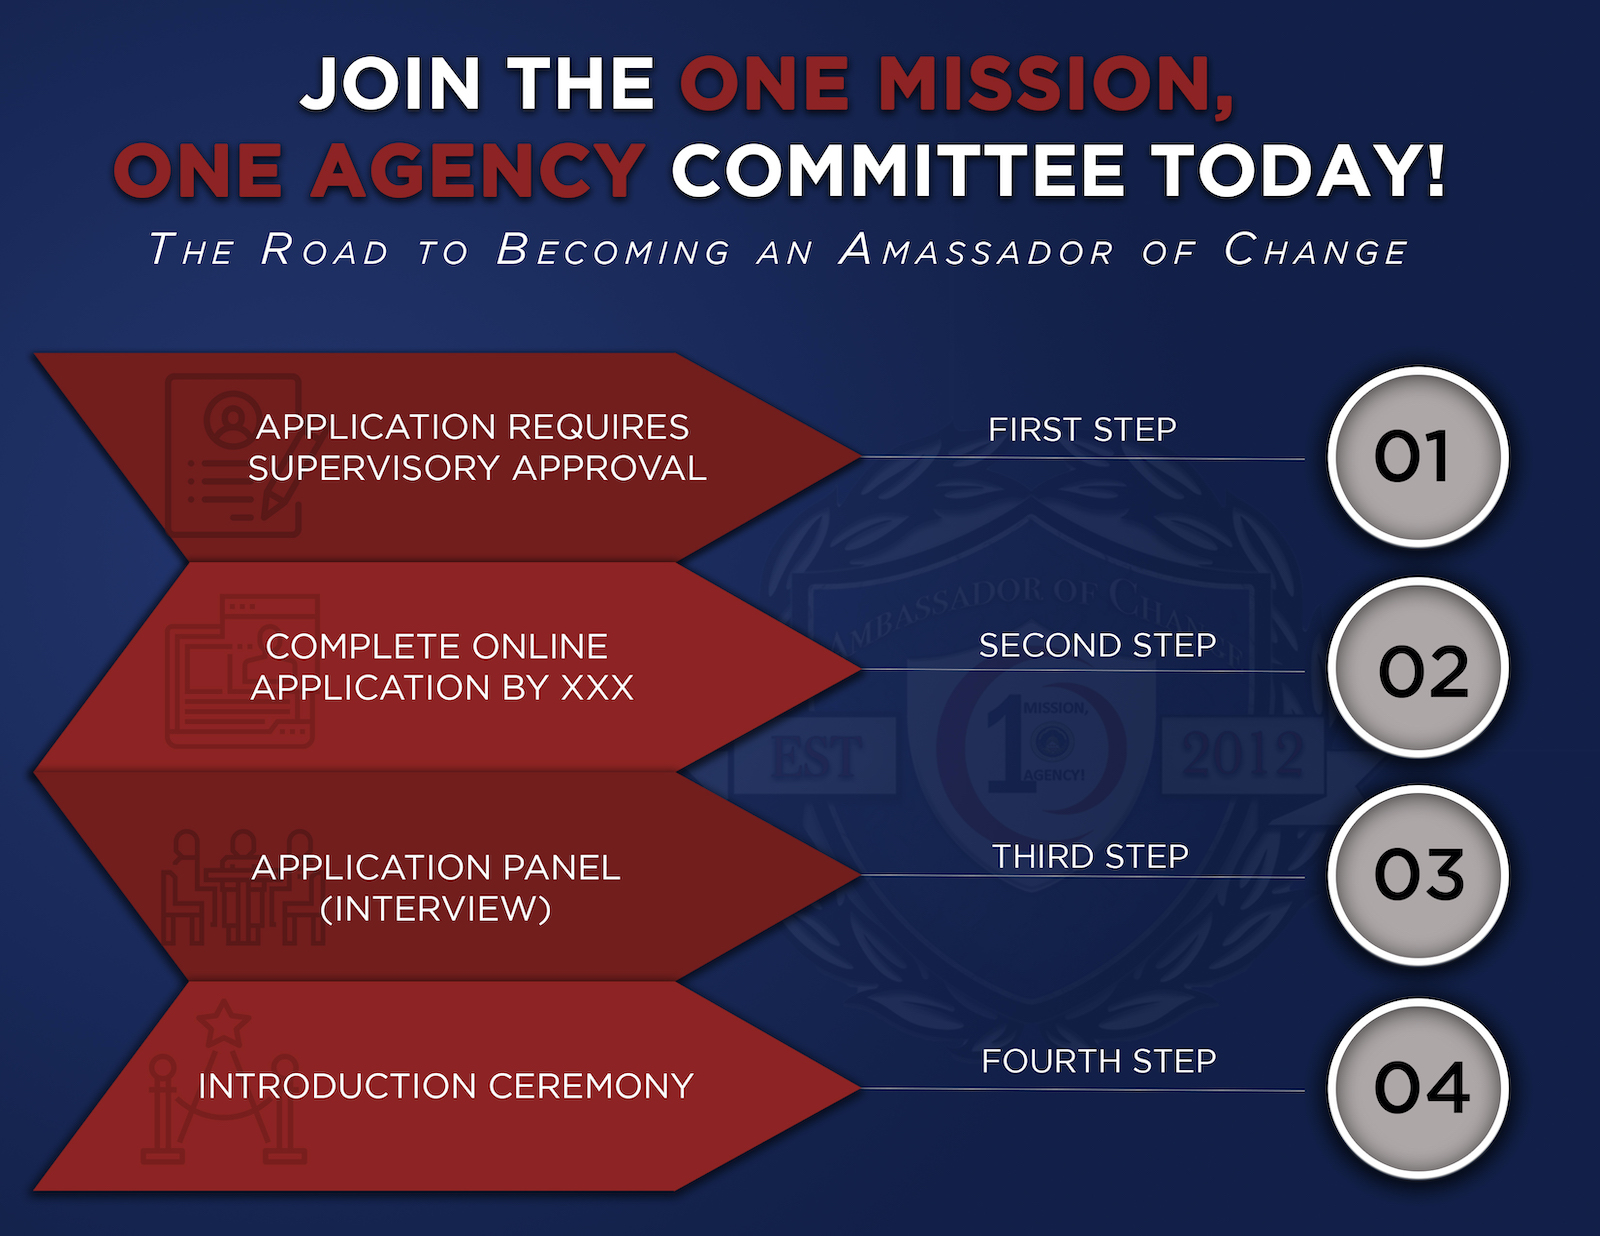 JOIN THE ONE MISSION,
ONE AGENCY COMMITTEE TODAY!
THE ROAD TO BECOMING AN AMASSADOR OF CHANGE
APPLICATION REQUIRES
SUPERVISORY APPROVAL
FIRST STEP
01
COMPLETE ONLINE
APPLICATION BY XXX
SECOND STEP
02
APPLICATION PANEL
(INTERVIEW)
THIRD STEP
03
INTRODUCTION CEREMONY
FOURTH STEP
04
AMBASSADOR OF CHANGE
EST
1 MISSION,
AGENCY!
2012